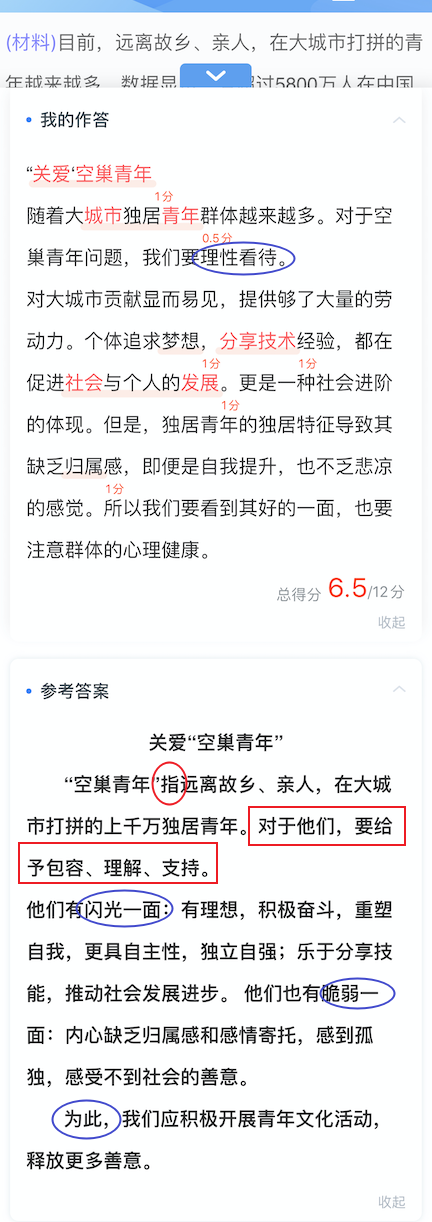 (材料)目前，远离故乡、亲人，在大城市打拼的青
年越来越多，数据显
超过5800万人在中国
我的作答
“关爱‘空巢青年
1分
随着大城市独居青年群体越来越多。对于空
0.5分
巢青年问题，我们要理性看待。
对大城市贡献显而易见，提供够了大量的劳
动力。个体追求梦想，分享技术经验，都在
1分
1分
促进社会与个人的发展。更是一种社会进阶
1分
的体现。但是，独居青年的独居特征导致其
缺乏归属感，即便是自我提升，也不乏悲凉
1分
的感觉。所以我们要看到其好的一面，也要
注意群体的心理健康。
总得分 6.5/12分
收起
参考答案
关爱“空巢青年”
“空巢青年”指远离故乡、亲人，在大城
市打拼的上千万独居青年。对于他们，要给
予包容、理解、支持。
他们有闪光一面：有理想，积极奋斗，重塑
自我，更具自主性，独立自强；乐于分享技
能，推动社会发展进步。 他们也有脆弱一
面：内心缺乏归属感和感情寄托，感到孤
独，感受不到社会的善意。
为此，我们应积极开展青年文化活动，
释放更多善意。
收起